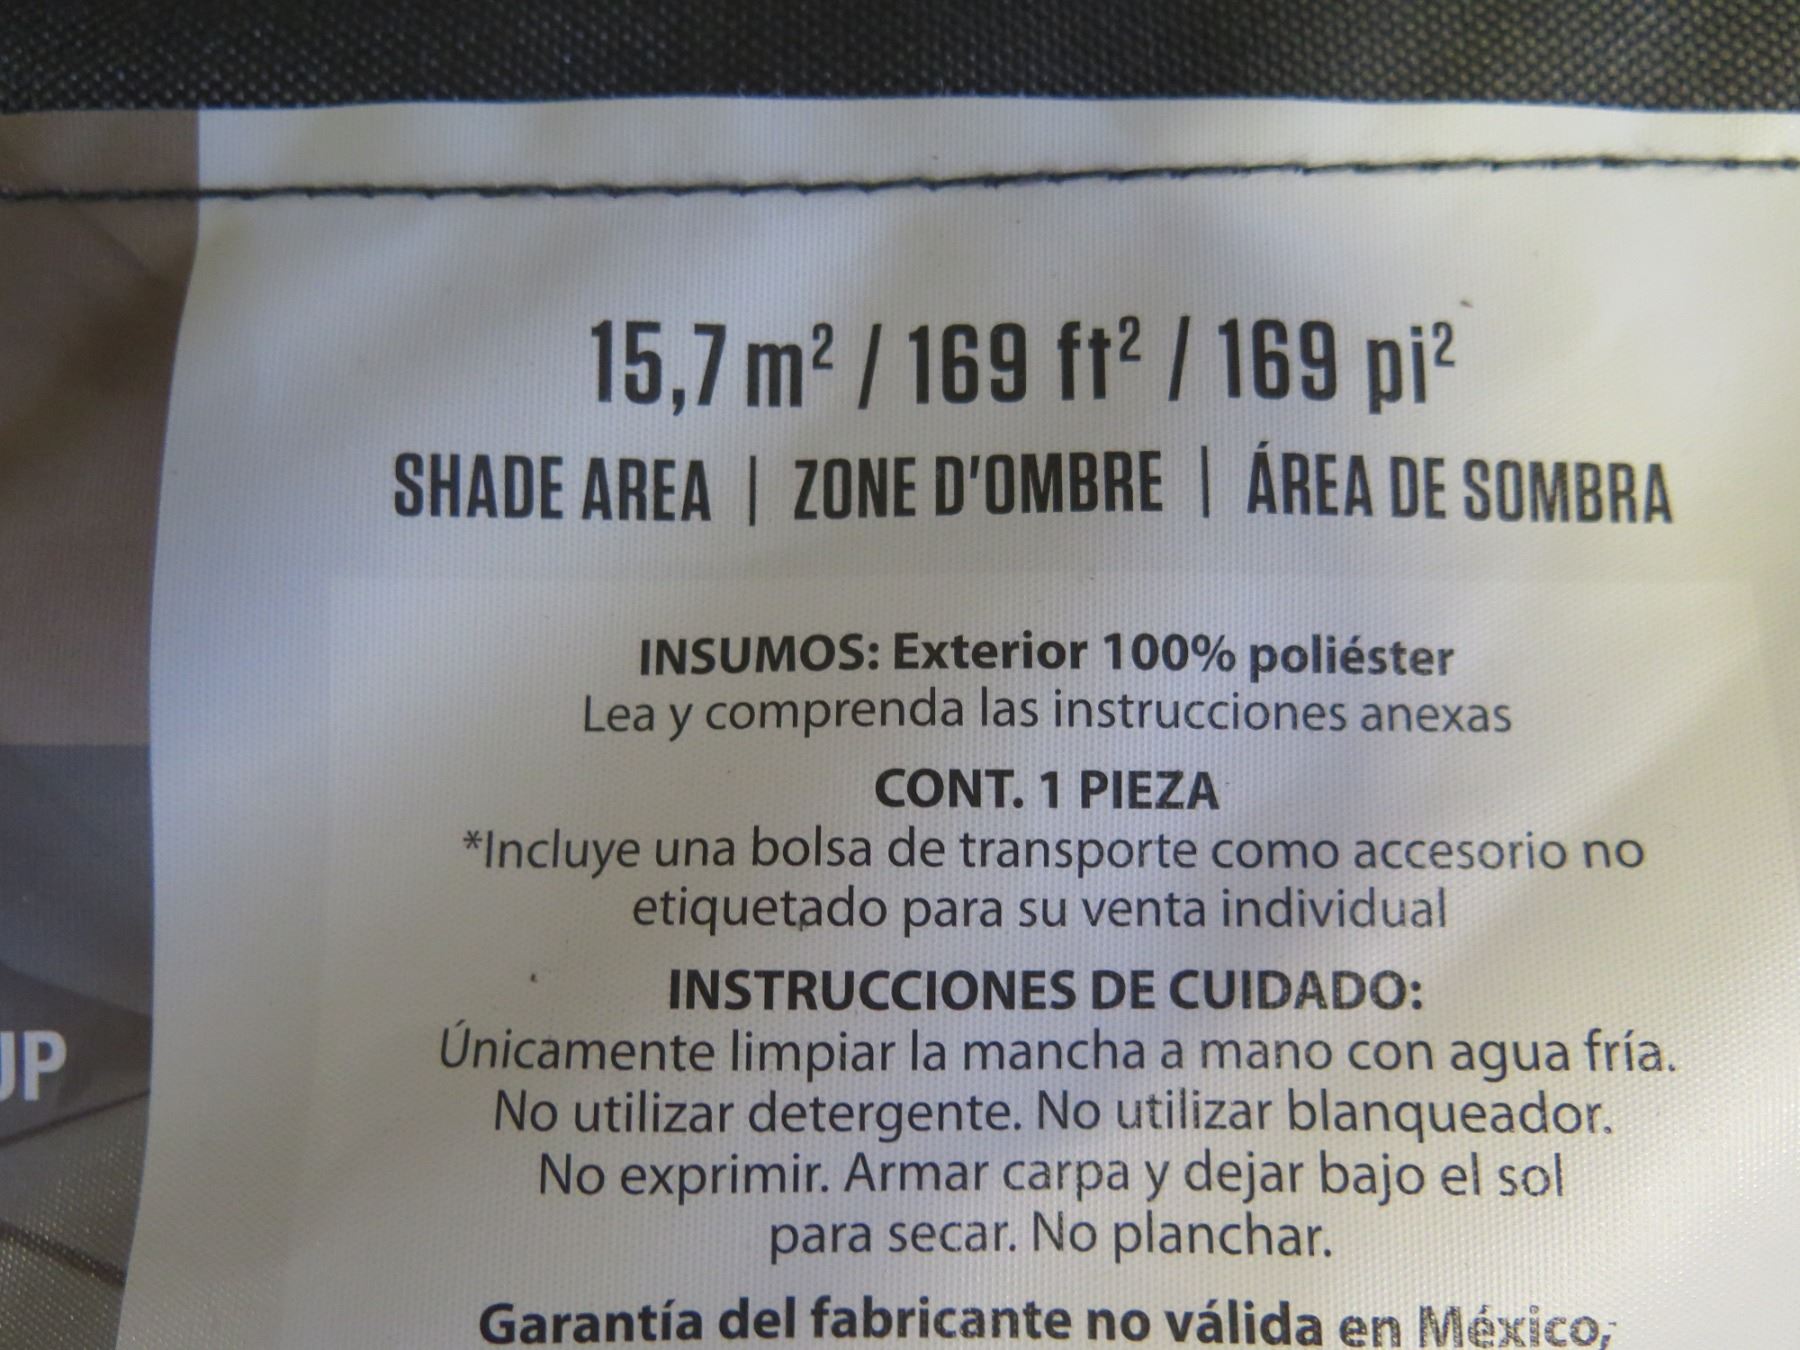 15,7 m² / 169 ft² / 169 pi²
SHADE AREA | ZONE D'OMBRE | ÁREA DE SOMBRA
INSUMOS: Exterior 100% poliéster
Lea y comprenda las instrucciones anexas
CONT. 1 PIEZA
*Incluye una bolsa de transporte como accesorio no
etiquetado para su venta individual
INSTRUCCIONES DE CUIDADO:
Únicamente limpiar la mancha a mano con agua fría.
No utilizar detergente. No utilizar blanqueador.
No exprimir. Armar carpa y dejar bajo el sol
para secar. No planchar.
Garantía del fabricante no válida en México,
UP